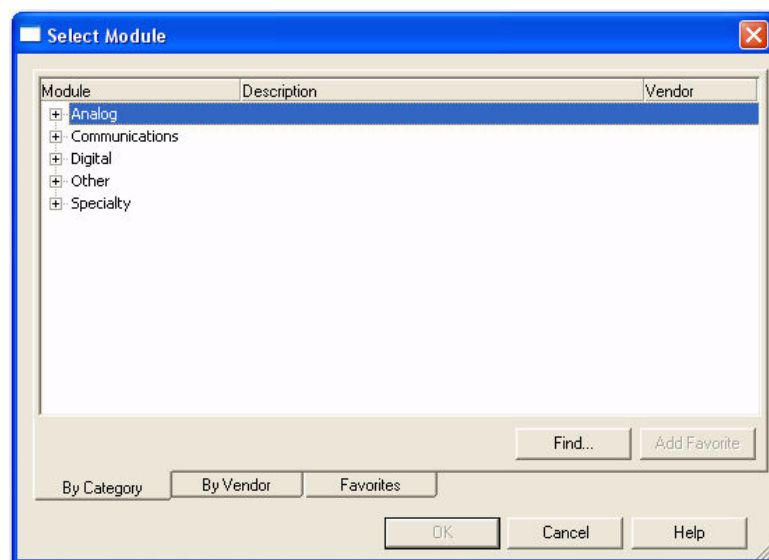 Select Module
Module Description Vendor
Analog
Communications
Digital
Other
Specialty
Find... Add Favorite
By Category By Vendor Favorites
OK Cancel Help